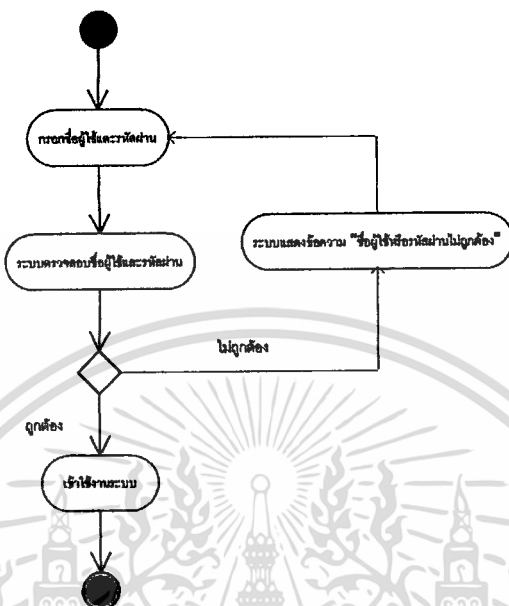 กรอกชื่อผู้ใช้และรหัสผ่าน
ระบบแสดงข้อความ "ชื่อผู้ใช้หรือรหัสผ่านไม่ถูกต้อง"
ระบบตรวจสอบชื่อผู้ใช้และรหัสผ่าน
ไม่ถูกต้อง
ถูกต้อง
เข้าใช้งานระบบ